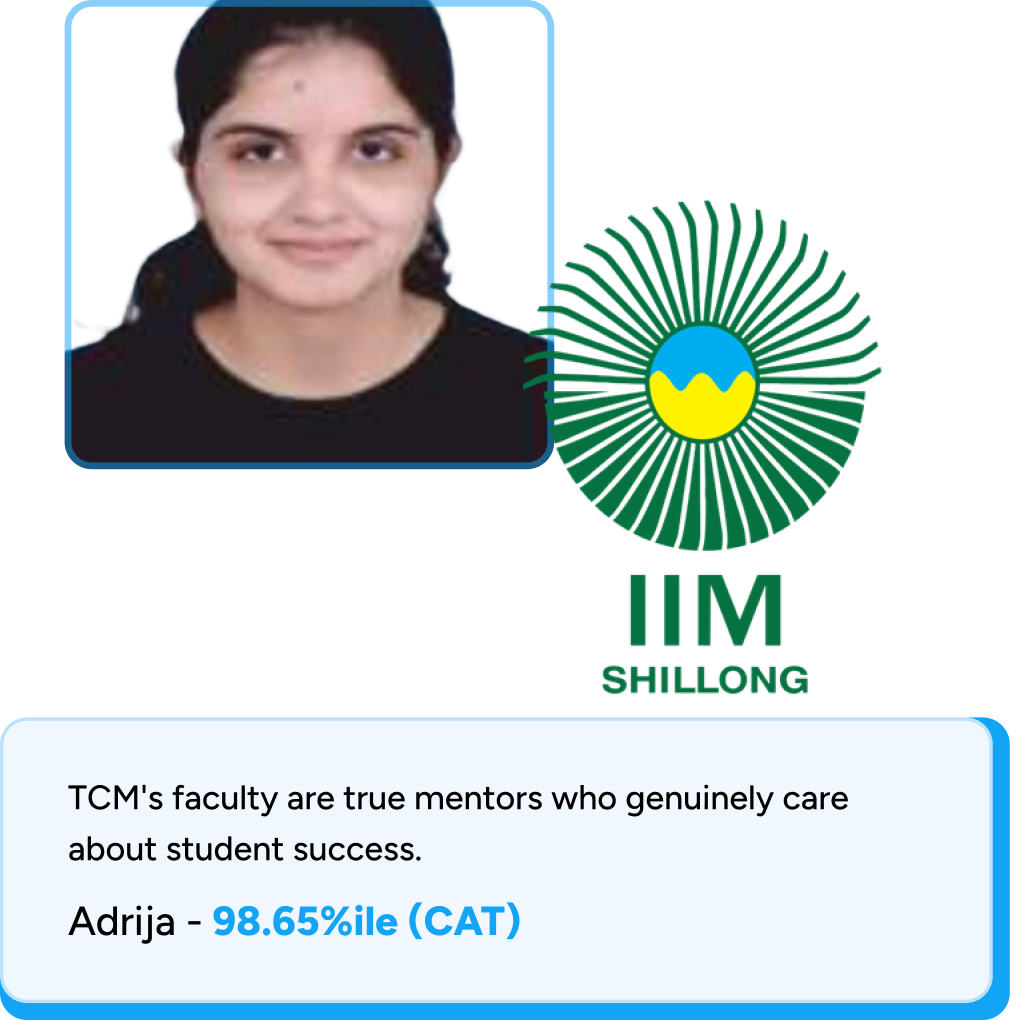 IIM
SHILLONG
TCM's faculty are true mentors who genuinely care
about student success.
Adrija - 98.65%ile (CAT)